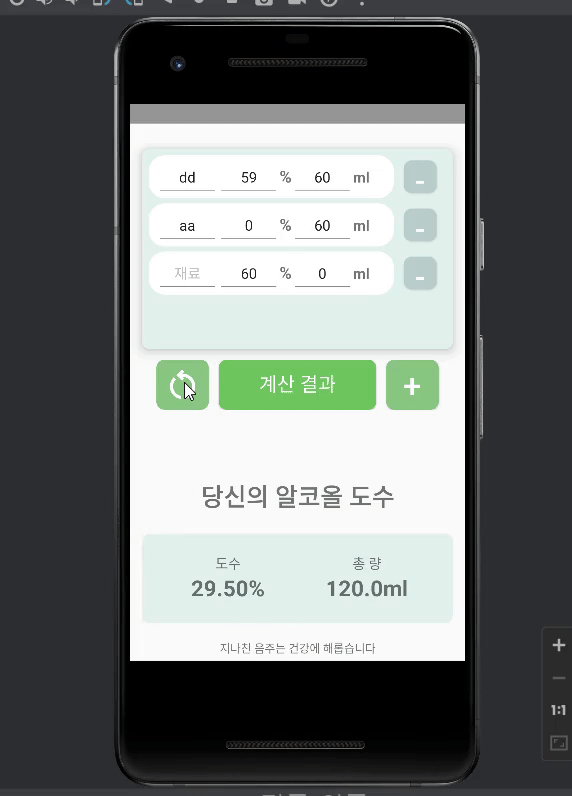 dd 59 % 60 ml -
aa 0 % 60 ml -
재료 60 % 0 ml -
계산 결과 +
당신의 알코올 도수
도수 총 량
29.50% 120.0ml
지나친 음주는 건강에 해롭습니다
+
−
1:1